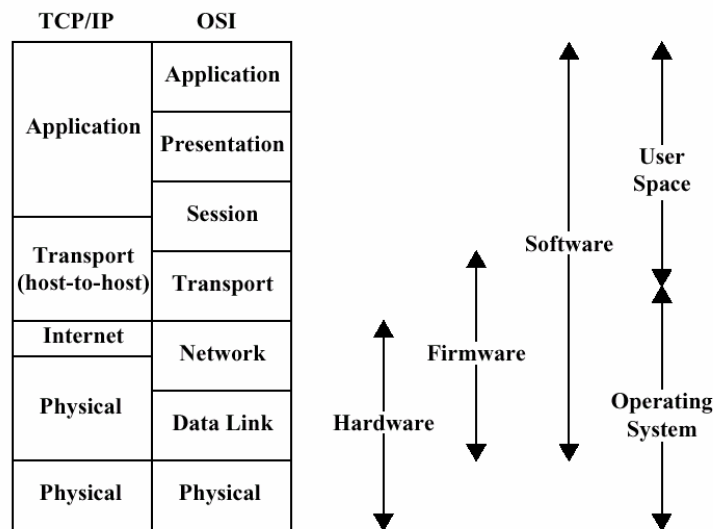 TCP/IP
OSI
Application
Application
Presentation
Session
Transport
(host-to-host)
Transport
Internet
Network
Physical
Data Link
Physical
Physical
Hardware
Firmware
Software
User
Space
Operating
System